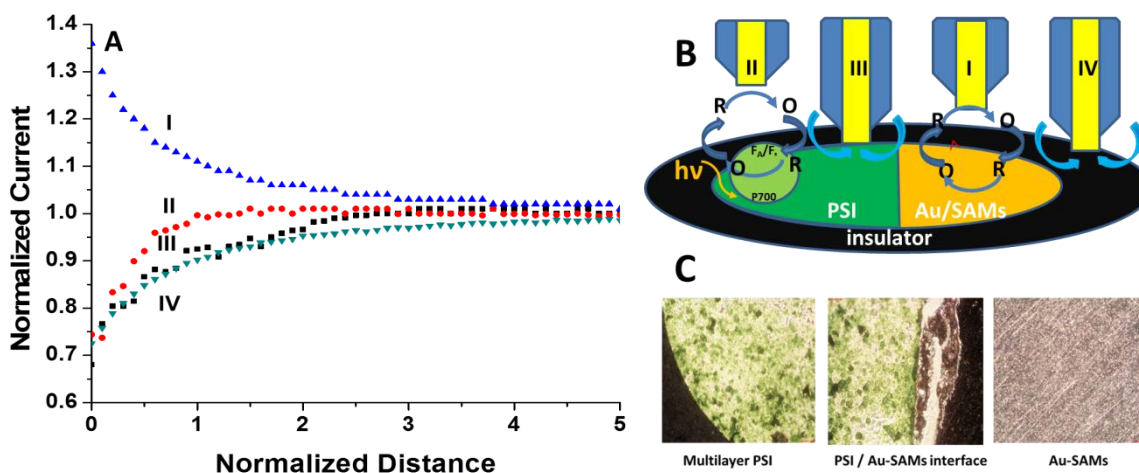 A
Normalized Current
1.4
1.3
1.2
1.1
1.0
0.9
0.8
0.7
0.6
I
II
III
IV
0 1 2 3 4 5
Normalized Distance
B
II III I IV
R O R O
O R O R
hν
P700
PSI Au/SAMs
insulator
C
Multilayer PSI PSI / Au-SAMs interface Au-SAMs